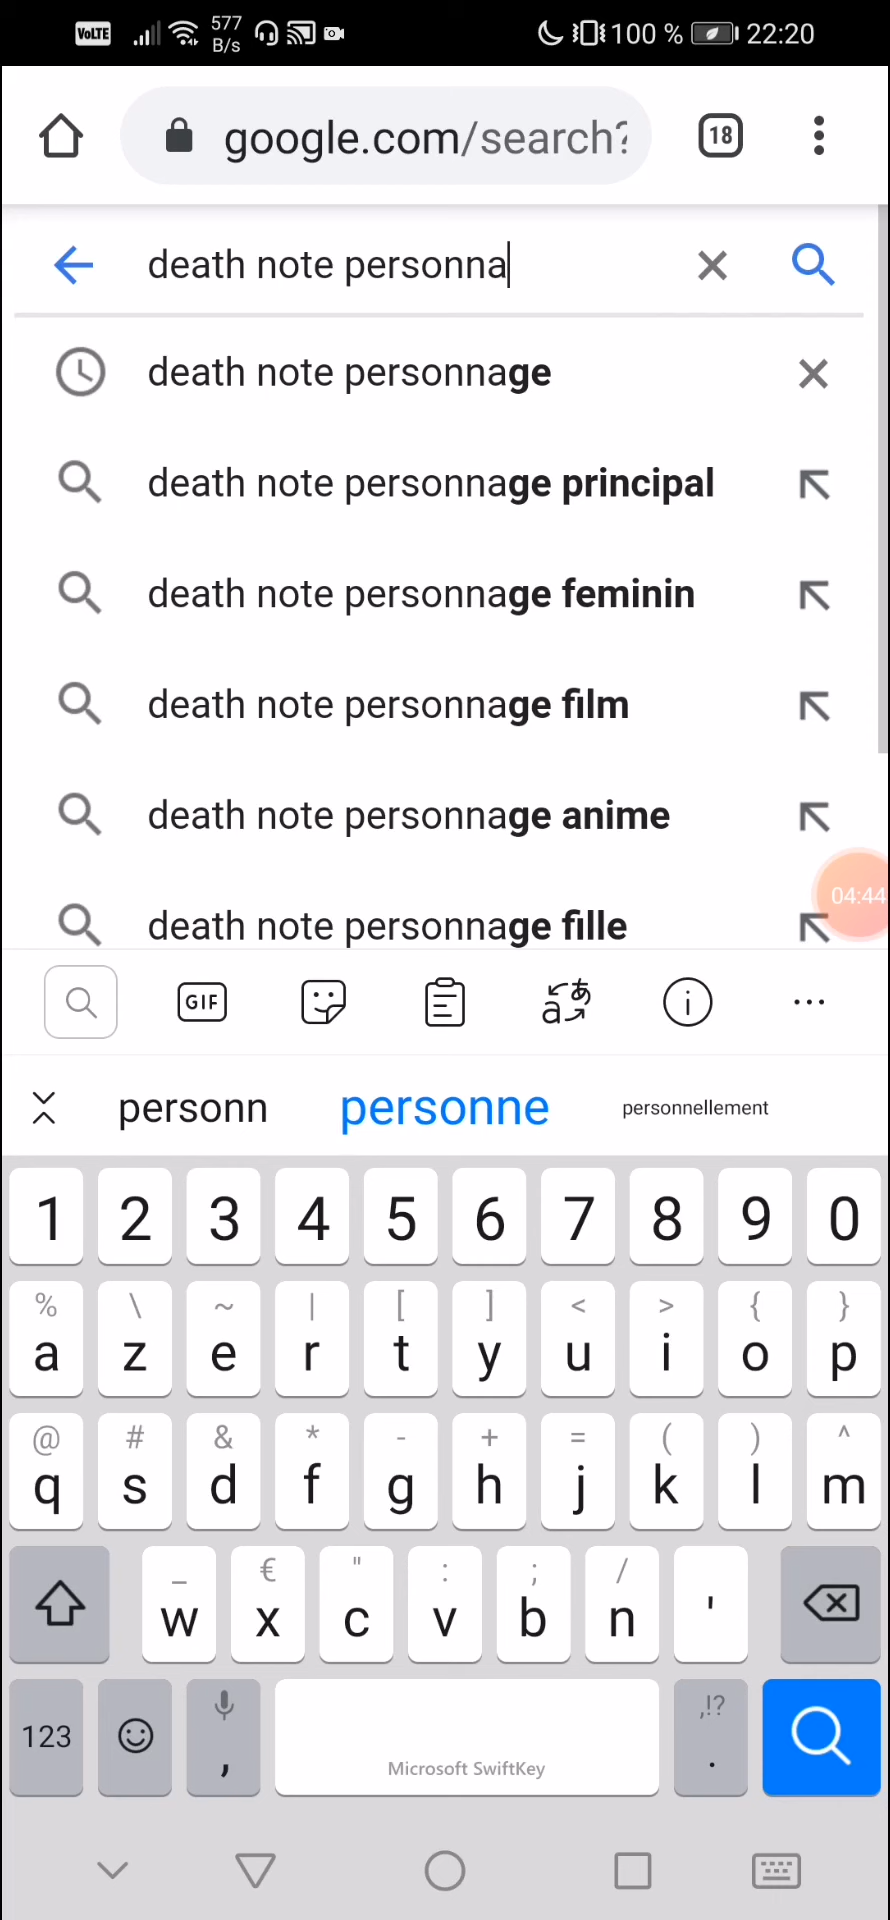 VoLTE 577 B/s 100 % 22:20
google.com/search?
18
death note personna
death note personnage
death note personnage principal
death note personnage feminin
death note personnage film
death note personnage anime
04:44
death note personnage fille
GIF
aあ
personn personne personnellement
1 2 3 4 5 6 7 8 9 0
% \ ~ | [ ] < > { }
a z e r t y u i o p
@ # & * - + = ( ) ^
q s d f g h j k l m
_ € " : ; /
w x c v b n '
,!?
123 , Microsoft SwiftKey .